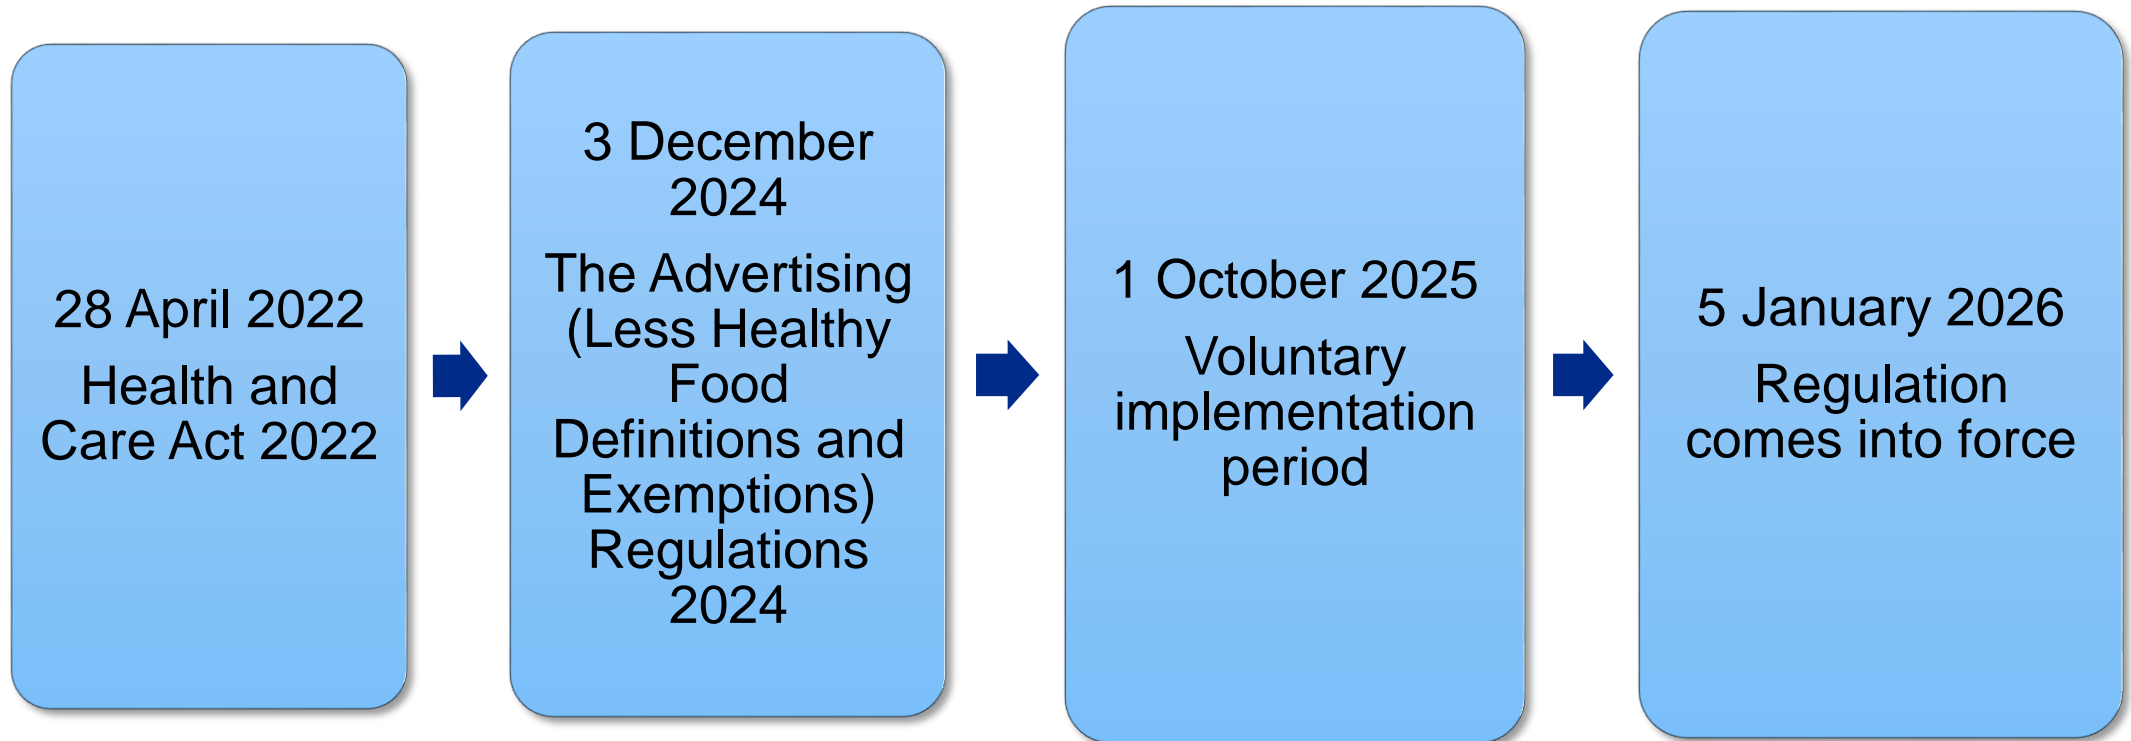 28 April 2022
Health and
Care Act 2022
3 December
2024
The Advertising
(Less Healthy
Food
Definitions and
Exemptions)
Regulations
2024
1 October 2025
Voluntary
implementation
period
5 January 2026
Regulation
comes into force